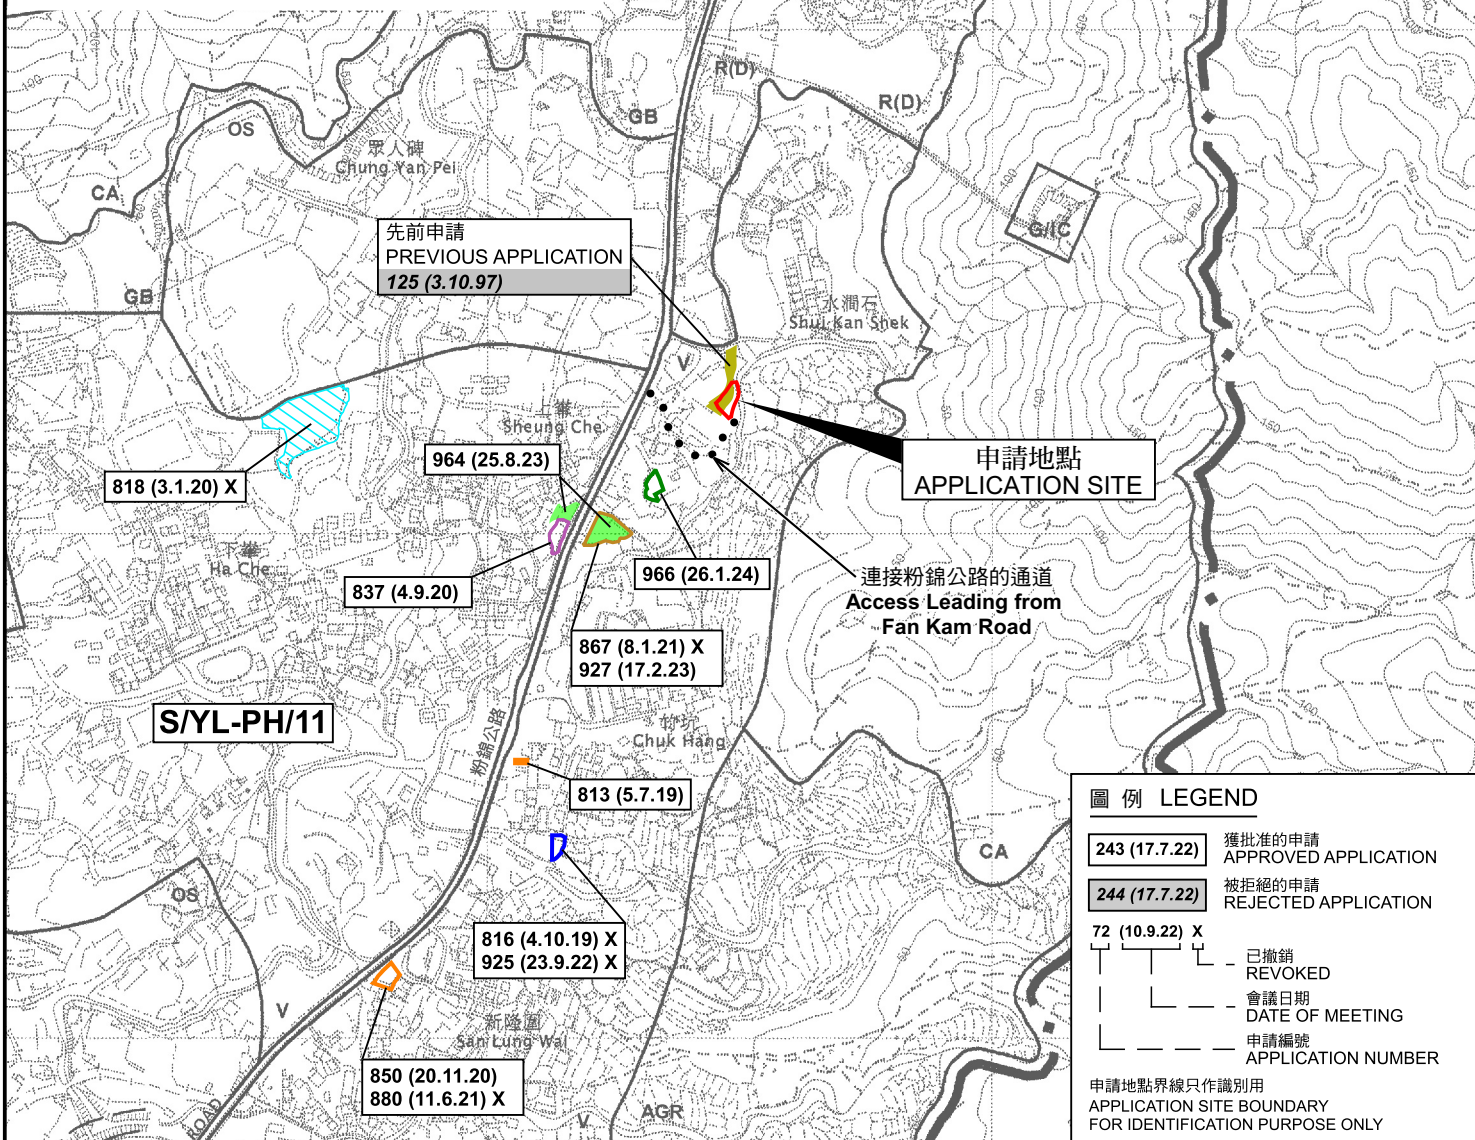 R(D)
R(D)
GB
OS
眾人碑
Chung Yan Pei
CA
G/IC
先前申請
PREVIOUS APPLICATION
125 (3.10.97)
GB
水澗石
Shui Kan Shek
V
上輋
Sheung Che
申請地點
APPLICATION SITE
964 (25.8.23)
818 (3.1.20) X
下輋
Ha Che
966 (26.1.24)
837 (4.9.20)
連接粉錦公路的通道
Access Leading from
Fan Kam Road
867 (8.1.21) X
927 (17.2.23)
S/YL-PH/11
粉錦公路
竹坑
Chuk Hang
813 (5.7.19)
CA
OS
816 (4.10.19) X
925 (23.9.22) X
V
新隆圍
San Lung Wai
850 (20.11.20)
880 (11.6.21) X
ROAD
V
AGR
圖例 LEGEND
243 (17.7.22)
獲批准的申請
APPROVED APPLICATION
244 (17.7.22)
被拒絕的申請
REJECTED APPLICATION
72 (10.9.22) X
已撤銷
REVOKED
會議日期
DATE OF MEETING
申請編號
APPLICATION NUMBER
申請地點界線只作識別用
APPLICATION SITE BOUNDARY
FOR IDENTIFICATION PURPOSE ONLY